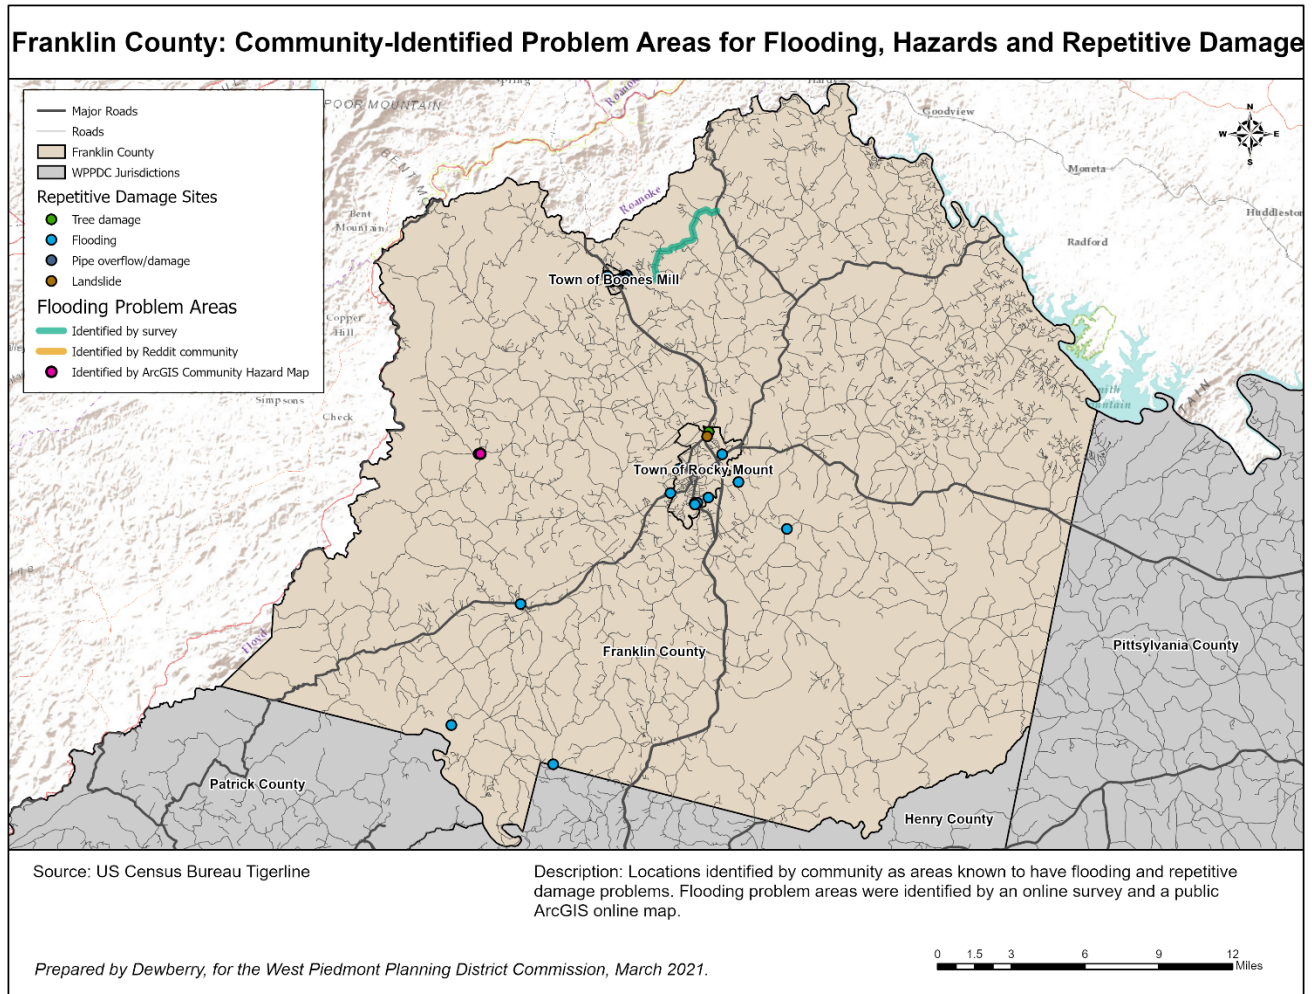 Franklin County: Community-Identified Problem Areas for Flooding, Hazards and Repetitive Damage
Major Roads
Roads
Franklin County
WPPDC Jurisdictions
Repetitive Damage Sites
Tree damage
Flooding
Pipe overflow/damage
Landslide
Flooding Problem Areas
Identified by survey
Identified by Reddit community
Identified by ArcGIS Community Hazard Map
POOR MOUNTAIN
BENT M
Roanoke
Goodview
N
W
E
S
Moneta
Huddleston
Radford
Bent
Mountain
Roanoke
Town of Boones Mill
Copper
Hill
Simpsons
Check
Town of Rocky Mount
Floyd
Franklin County
Pittsylvania County
Patrick County
Henry County
Source: US Census Bureau Tigerline
Description: Locations identified by community as areas known to have flooding and repetitive
damage problems. Flooding problem areas were identified by an online survey and a public
ArcGIS online map.
Prepared by Dewberry, for the West Piedmont Planning District Commission, March 2021.
0 1.5 3 6 9 12
Miles